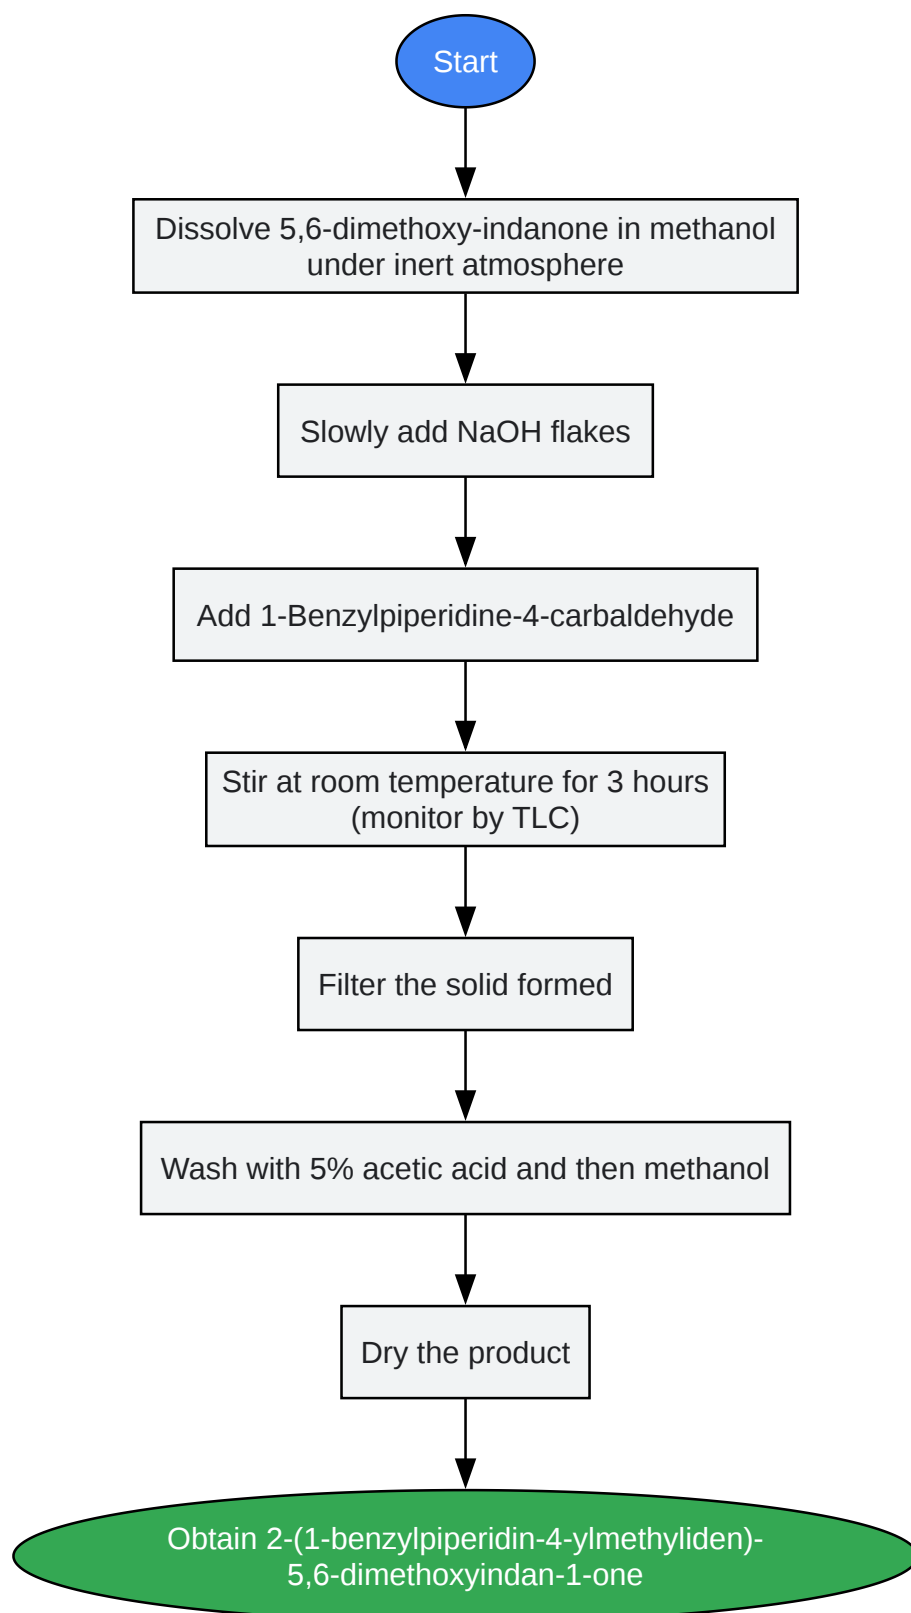 Start
Dissolve 5,6-dimethoxy-indanone in methanol
under inert atmosphere
Slowly add NaOH flakes
Add 1-Benzylpiperidine-4-carbaldehyde
Stir at room temperature for 3 hours
(monitor by TLC)
Filter the solid formed
Wash with 5% acetic acid and then methanol
Dry the product
Obtain 2-(1-benzylpiperidin-4-ylmethyliden)-
5,6-dimethoxyindan-1-one